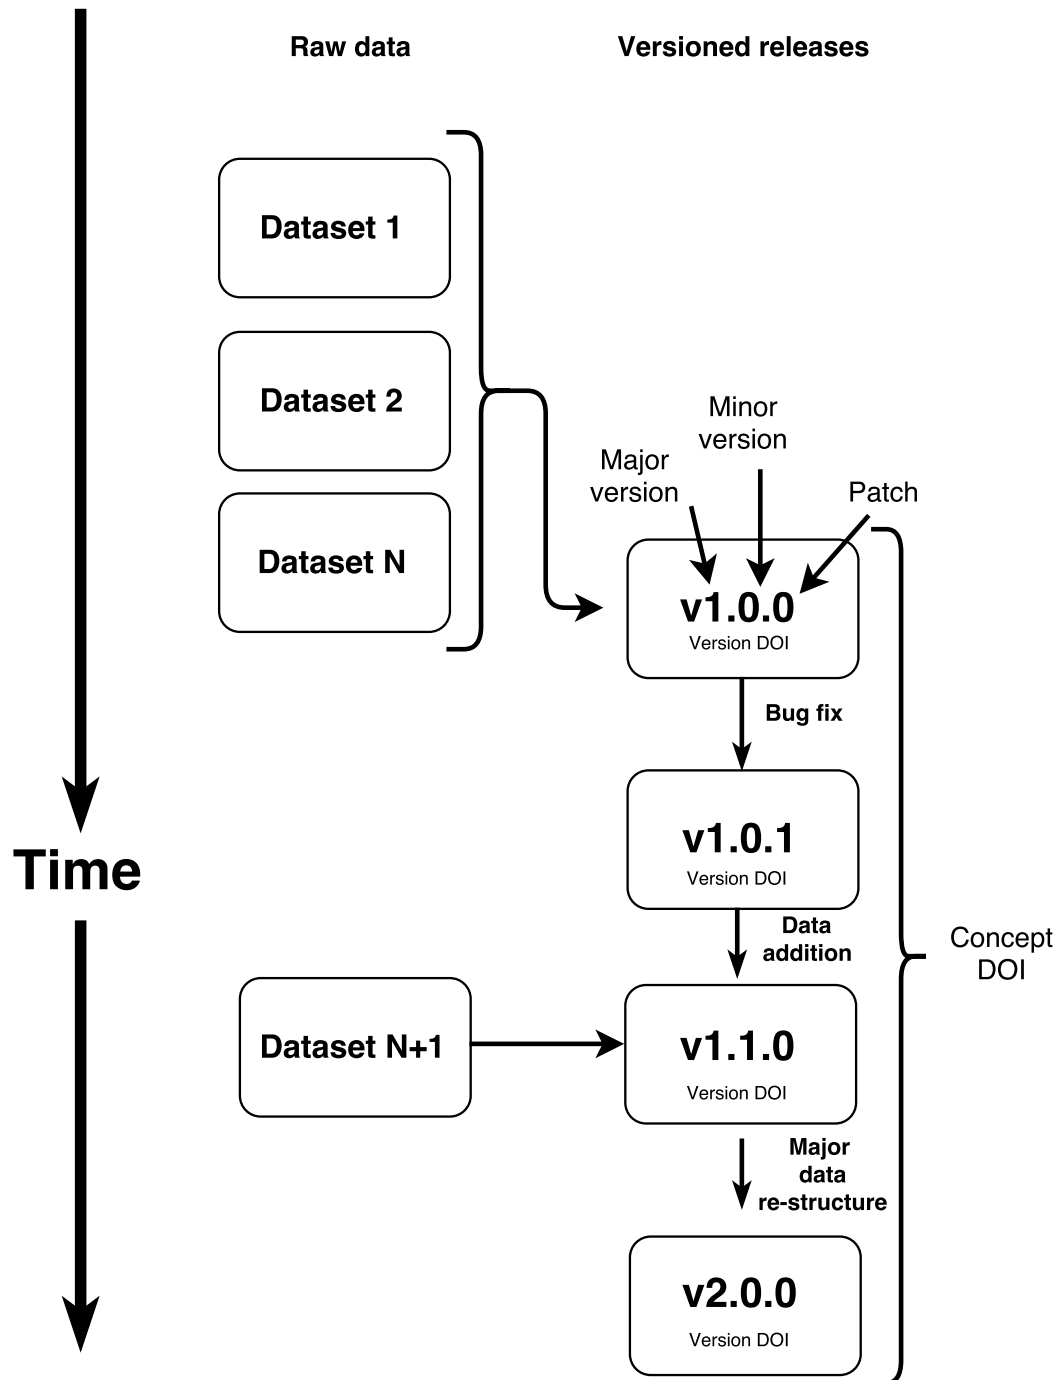 Raw data
Versioned releases
Dataset 1
Dataset 2
Dataset N
Minor
version
Major
version
Patch
v1.0.0
Version DOI
Bug fix
v1.0.1
Version DOI
Time
Data
addition
Concept
DOI
Dataset N+1
v1.1.0
Version DOI
Major
data
re-structure
v2.0.0
Version DOI